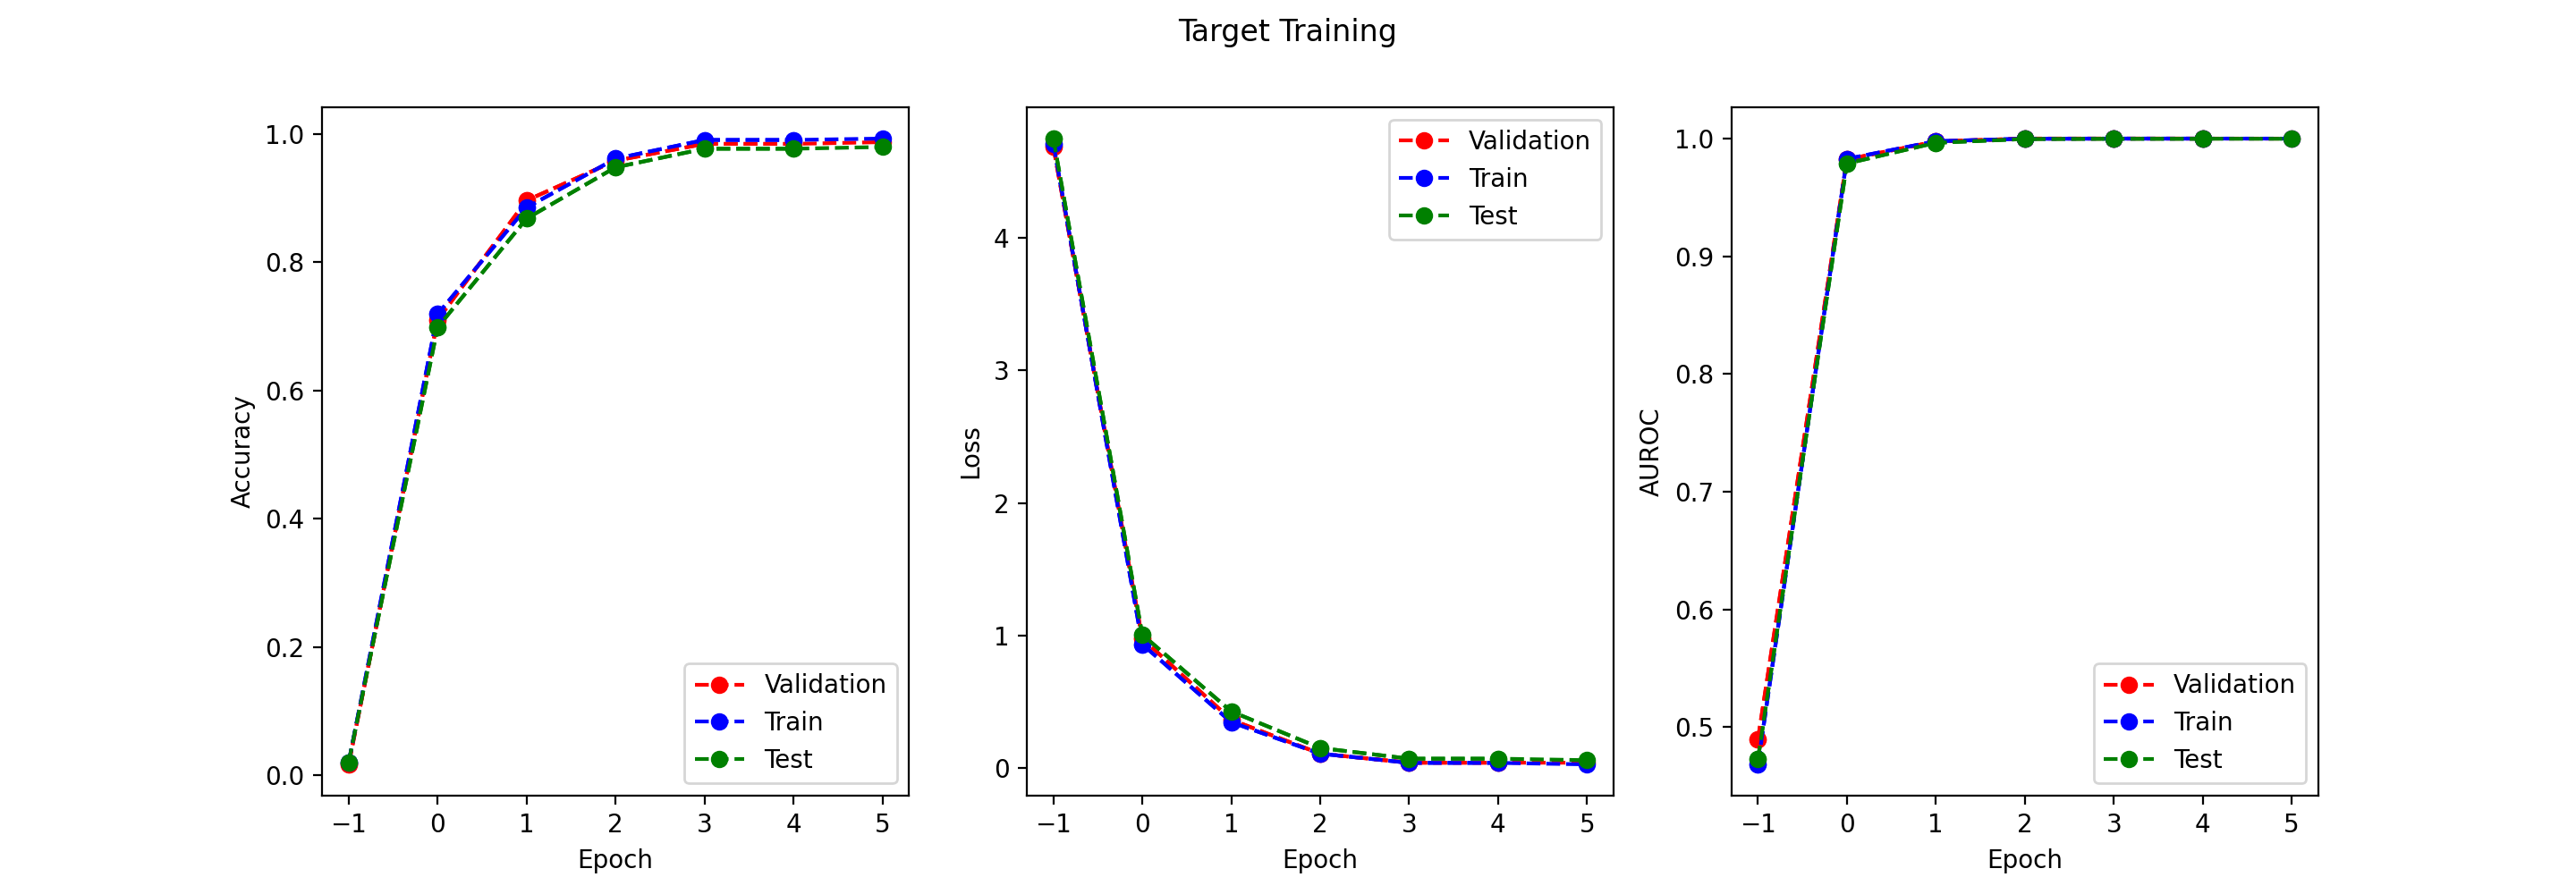 Target Training
Accuracy
1.0
0.8
0.6
0.4
0.2
0.0
Validation
Train
Test
−1 0 1 2 3 4 5
Epoch
Loss
4
3
2
1
0
Validation
Train
Test
−1 0 1 2 3 4 5
Epoch
AUROC
1.0
0.9
0.8
0.7
0.6
0.5
Validation
Train
Test
−1 0 1 2 3 4 5
Epoch